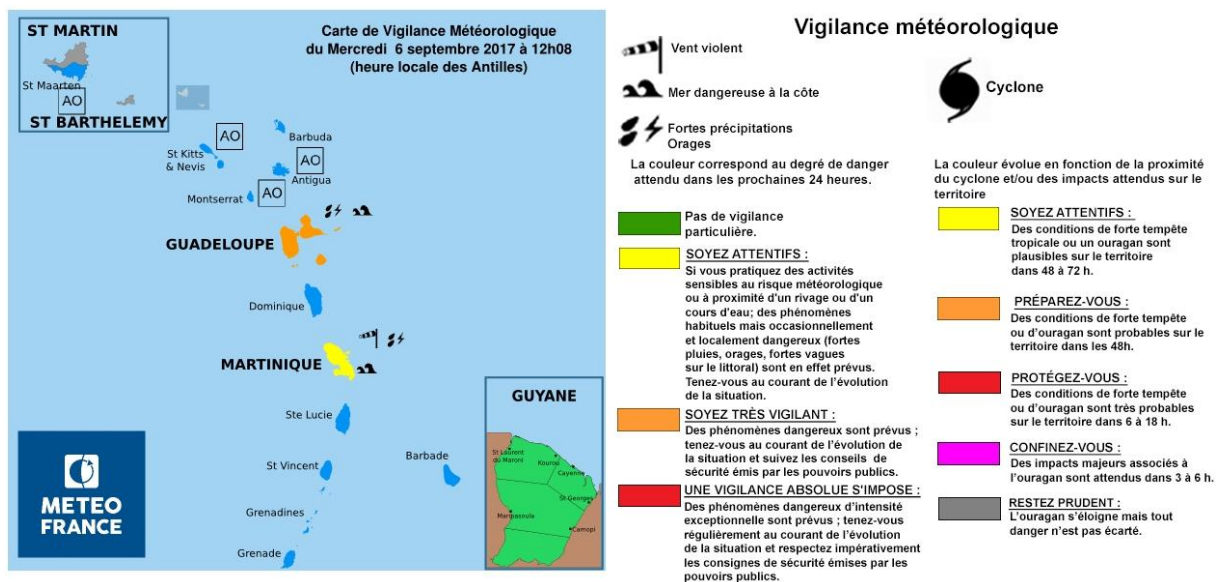 Carte de Vigilance Météorologique
du Mercredi 6 septembre 2017 à 12h08
(heure locale des Antilles)
ST MARTIN
St Maarten
AO
ST BARTHELEMY
AO
Barbuda
St Kitts
& Nevis
AO
Antigua
AO
Montserrat
GUADELOUPE
Dominique
MARTINIQUE
Ste Lucie
St Vincent
Barbade
Grenadines
Grenade
METEO
FRANCE
GUYANE
St Laurent
du Maroni
Kourou
Cayenne
St Georges
Maripasoula
Camopi
Vigilance météorologique
Vent violent
Mer dangereuse à la côte
Fortes précipitations
Orages
La couleur correspond au degré de danger
attendu dans les prochaines 24 heures.
Pas de vigilance
particulière.
SOYEZ ATTENTIFS :
Si vous pratiquez des activités
sensibles au risque météorologique
ou à proximité d'un rivage ou d'un
cours d'eau; des phénomènes
habituels mais occasionnellement
et localement dangereux (fortes
pluies, orages, fortes vagues
sur le littoral) sont en effet prévus.
Tenez-vous au courant de l'évolution
de la situation.
SOYEZ TRÈS VIGILANT :
Des phénomènes dangereux sont prévus ;
tenez-vous au courant de l'évolution de
la situation et suivez les conseils de
sécurité émis par les pouvoirs publics.
UNE VIGILANCE ABSOLUE S'IMPOSE :
Des phénomènes dangereux d'intensité
exceptionnelle sont prévus ; tenez-vous
régulièrement au courant de l'évolution
de la situation et respectez impérativement
les consignes de sécurité émises par les
pouvoirs publics.
Cyclone
La couleur évolue en fonction de la proximité
du cyclone et/ou des impacts attendus sur le
territoire
SOYEZ ATTENTIFS :
Des conditions de forte tempête
tropicale ou un ouragan sont
plausibles sur le territoire
dans 48 à 72 h.
PRÉPAREZ-VOUS :
Des conditions de forte tempête
ou d'ouragan sont probables sur le
territoire dans les 48h.
PROTÉGEZ-VOUS :
Des conditions de forte tempête
ou d'ouragan sont très probables
sur le territoire dans 6 à 18 h.
CONFINEZ-VOUS :
Des impacts majeurs associés à
l'ouragan sont attendus dans 3 à 6 h.
RESTEZ PRUDENT :
L'ouragan s'éloigne mais tout
danger n'est pas écarté.